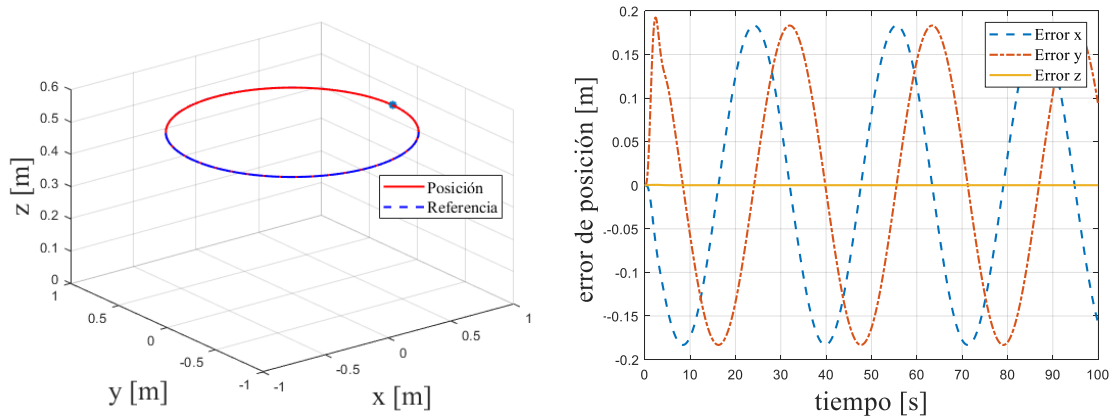 0.6
0.5
0.4
0.3
0.2
0.1
0
z [m]
1
0.5
0
-0.5
-1
y [m]
-1
-0.5
0
0.5
1
x [m]
Posición
Referencia
0.2
0.15
0.1
0.05
0
-0.05
-0.1
-0.15
-0.2
error de posición [m]
Error x
Error y
Error z
0 10 20 30 40 50 60 70 80 90 100
tiempo [s]